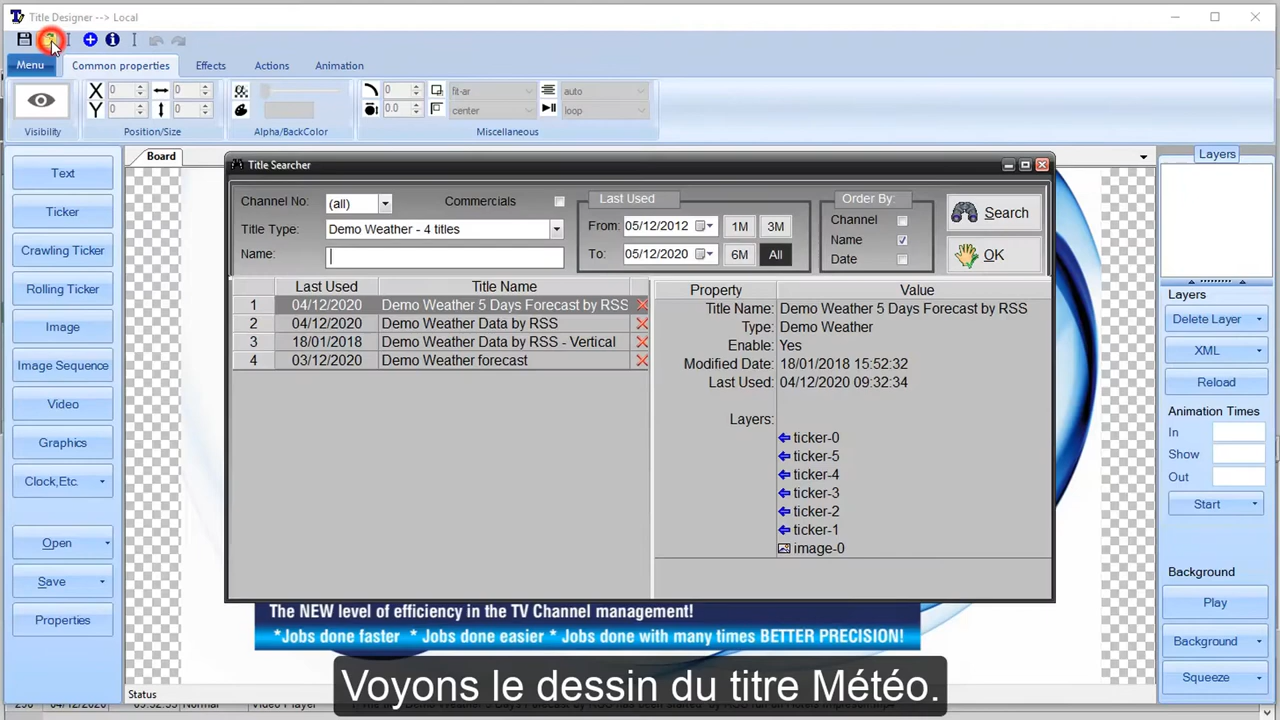 Title Designer --> Local
Menu
Common properties
Effects
Actions
Animation
X 0 0
Y 0 0
0 fit-ar auto
0.0 center loop
Visibility
Position/Size
Alpha/BackColor
Miscellaneous
Text
Ticker
Crawling Ticker
Rolling Ticker
Image
Image Sequence
Video
Graphics
Clock,Etc.
Open
Save
Properties
Board
Title Searcher
Channel No: (all) Commercials
Title Type: Demo Weather - 4 titles
Name:
Last Used
From: 05/12/2012 1M 3M
To: 05/12/2020 6M All
Order By:
Channel
Name
Date
Search
OK
Last Used Title Name
1 04/12/2020 Demo Weather 5 Days Forecast by RSS
2 04/12/2020 Demo Weather Data by RSS
3 18/01/2018 Demo Weather Data by RSS - Vertical
4 03/12/2020 Demo Weather forecast
Property Value
Title Name: Demo Weather 5 Days Forecast by RSS
Type: Demo Weather
Enable: Yes
Modified Date: 18/01/2018 15:52:32
Last Used: 04/12/2020 09:32:34
Layers:
ticker-0
ticker-5
ticker-4
ticker-3
ticker-2
ticker-1
image-0
The NEW level of efficiency in the TV Channel management!
*Jobs done faster * Jobs done easier * Jobs done with many times BETTER PRECISION!
Layers
Layers
Delete Layer
XML
Reload
Animation Times
In
Show
Out
Start
Background
Play
Background
Squeeze
Status
Voyons le dessin du titre Météo.